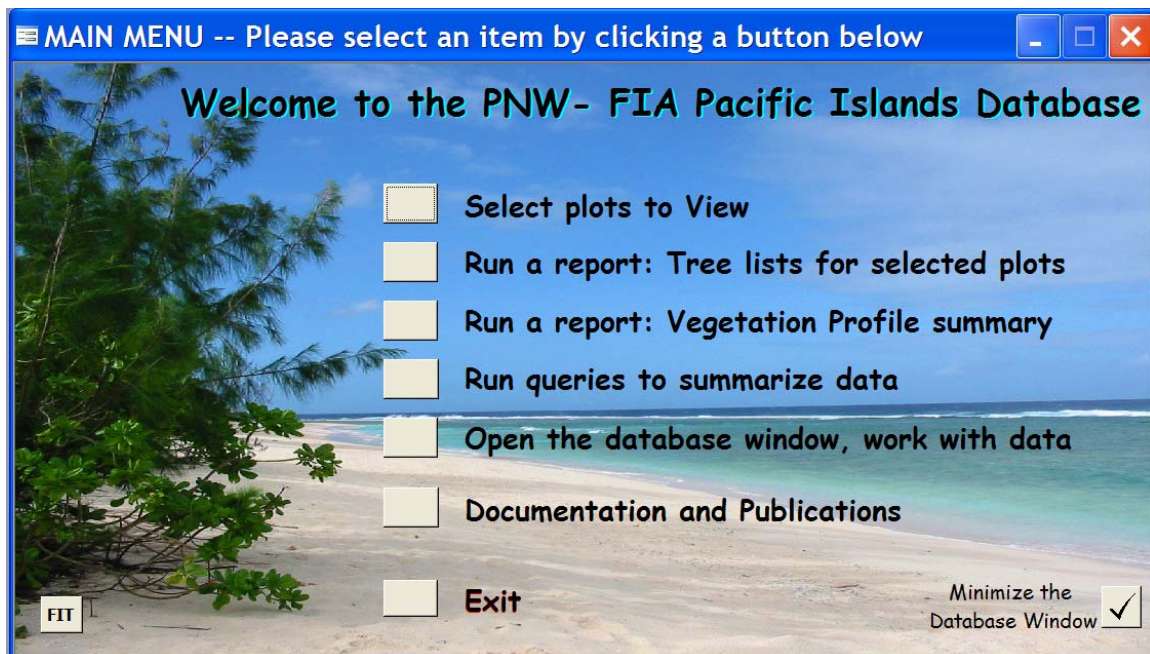 MAIN MENU -- Please select an item by clicking a button below
Welcome to the PNW- FIA Pacific Islands Database
Select plots to View
Run a report: Tree lists for selected plots
Run a report: Vegetation Profile summary
Run queries to summarize data
Open the database window, work with data
Documentation and Publications
Exit
FIT
Minimize the
Database Window